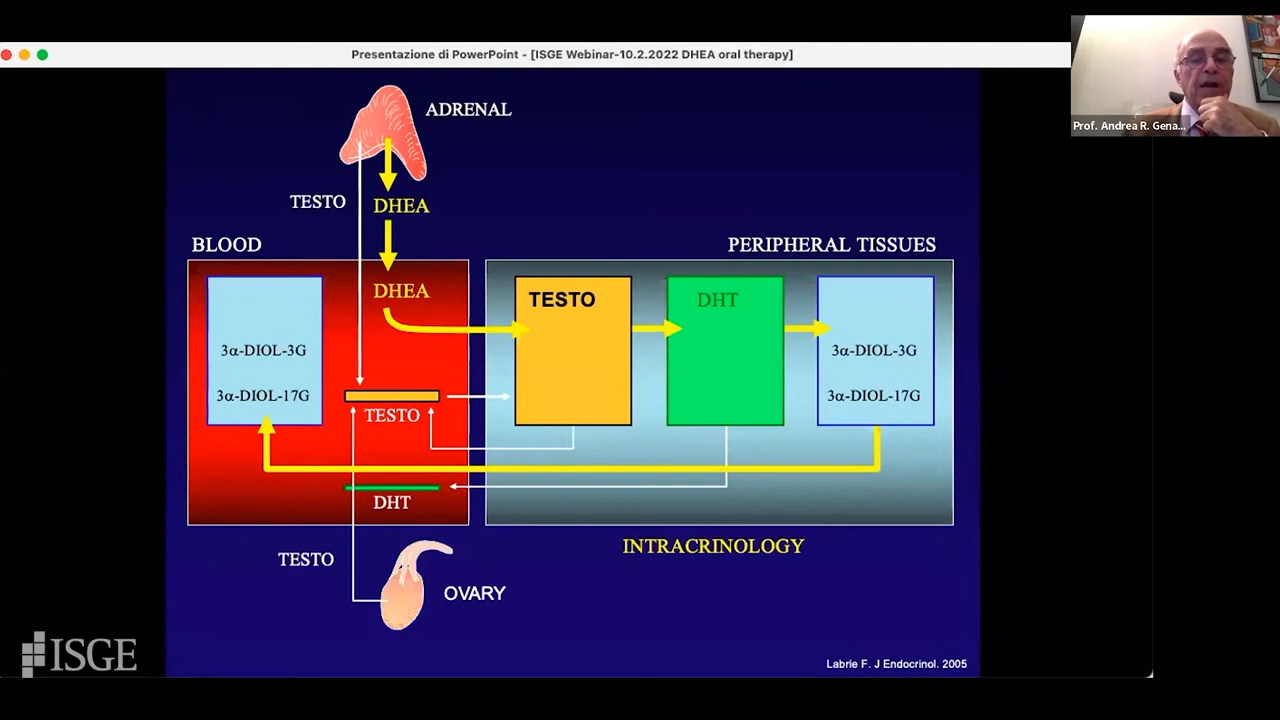 Presentazione di PowerPoint - [ISGE Webinar-10.2.2022 DHEA oral therapy]
Prof. Andrea R. Gena...
ADRENAL
TESTO
DHEA
BLOOD
PERIPHERAL TISSUES
DHEA
TESTO
DHT
3α-DIOL-3G
3α-DIOL-17G
3α-DIOL-3G
3α-DIOL-17G
TESTO
DHT
TESTO
INTRACRINOLOGY
OVARY
ISGE
Labrie F. J Endocrinol. 2005